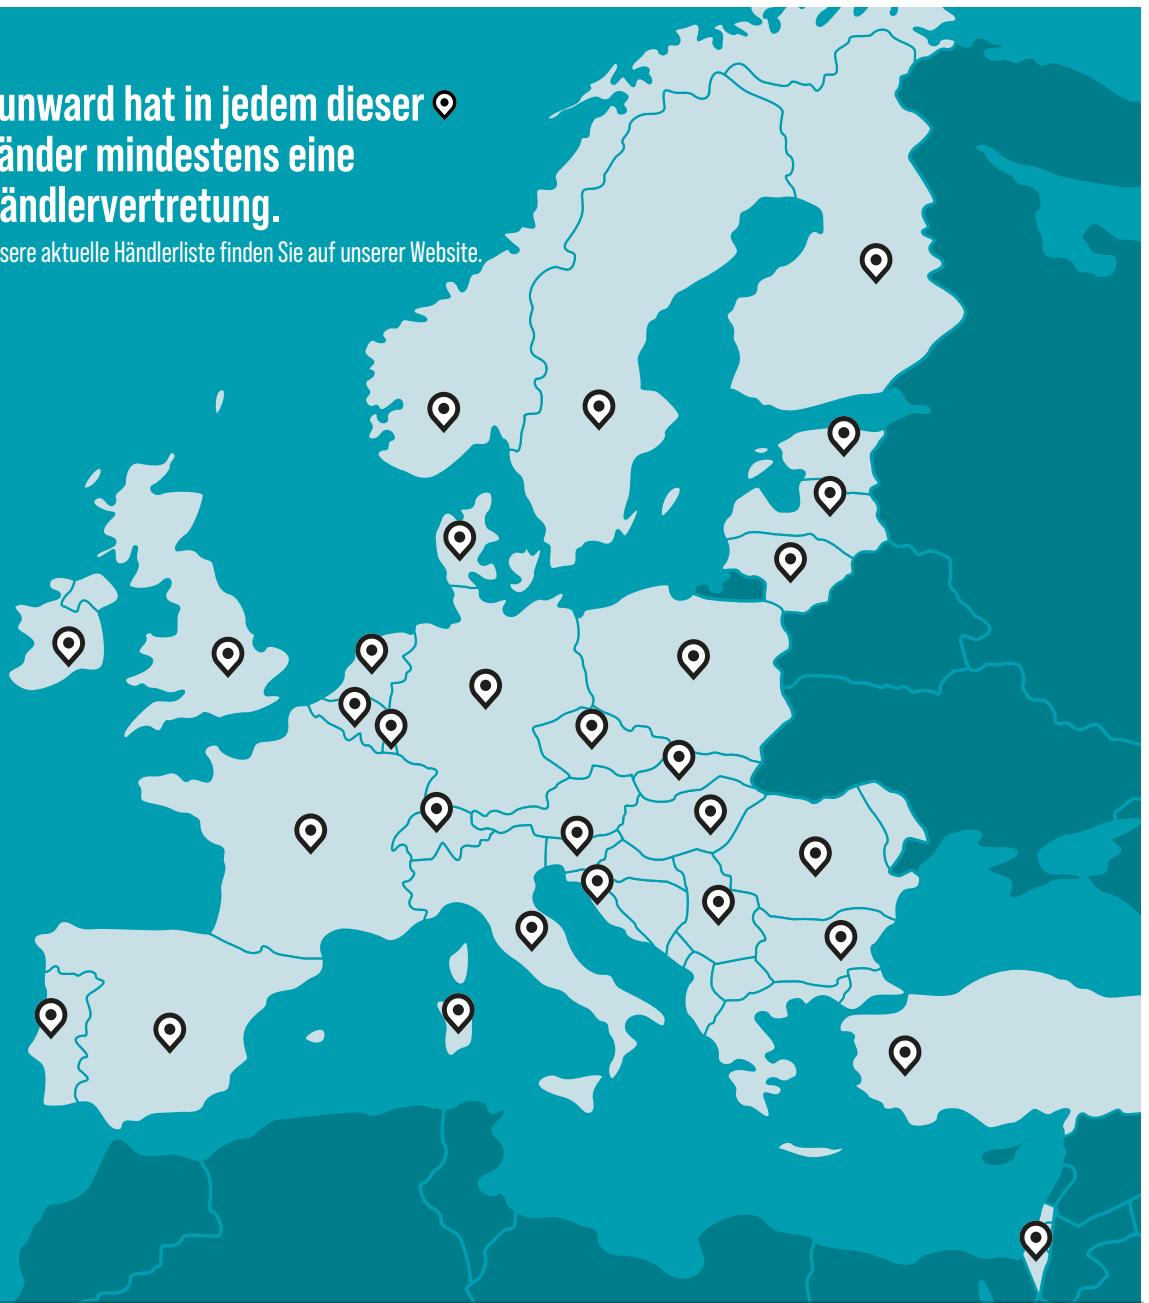 unward hat in jedem dieser
änder mindestens eine
ändlervertretung.
sere aktuelle Händlerliste finden Sie auf unserer Website.